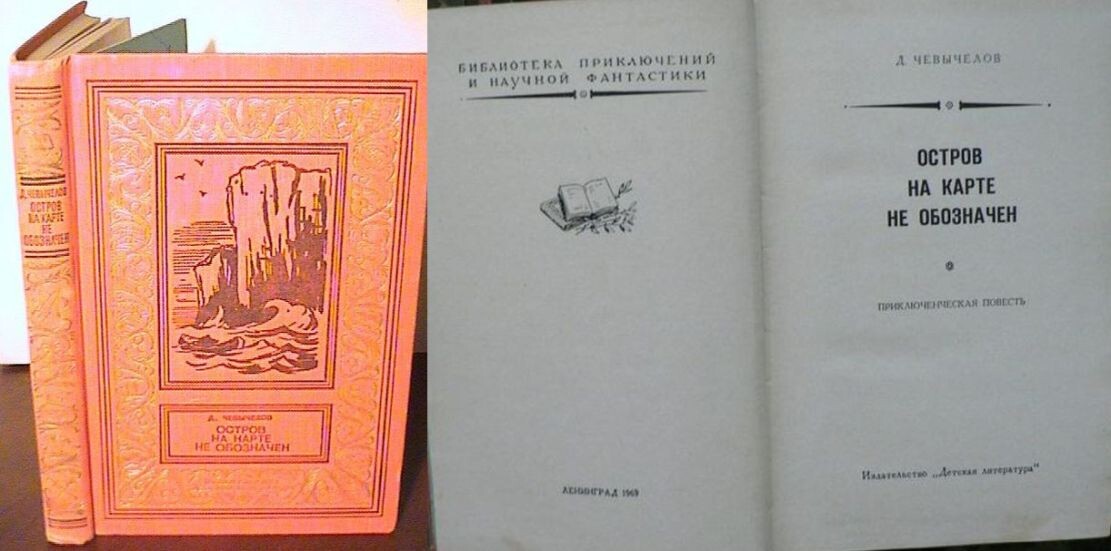 Д. ЧЕВЫЧЕЛОВ
ОСТРОВ
НА КАРТЕ
НЕ
ОБОЗНАЧЕН
Д. ЧЕВЫЧЕЛОВ
ОСТРОВ
НА КАРТЕ
НЕ ОБОЗНАЧЕН
БИБЛИОТЕКА ПРИКЛЮЧЕНИЙ
И НАУЧНОЙ ФАНТАСТИКИ
ЛЕНИНГРАД 1969
Д. ЧЕВЫЧЕЛОВ
ОСТРОВ
НА КАРТЕ
НЕ ОБОЗНАЧЕН
ПРИКЛЮЧЕНЧЕСКАЯ ПОВЕСТЬ
Издательство „Детская литература"